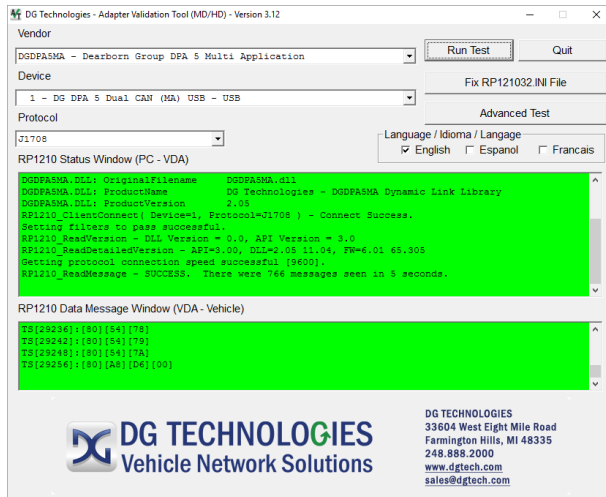 DG Technologies - Adapter Validation Tool (MD/HD) - Version 3.12
Vendor
DGDPA5MA - Dearborn Group DPA 5 Multi Application
Run Test
Quit
Device
Fix RP121032.INI File
1 - DG DPA 5 Dual CAN (MA) USB - USB
Advanced Test
Protocol
Language / Idioma / Langage
J1708
English
Espanol
Francais
RP1210 Status Window (PC - VDA)
DGDPA5MA.DLL: OriginalFilename DGDPA5MA.dll
DGDPA5MA.DLL: ProductName DG Technologies - DGDPA5MA Dynamic Link Library
DGDPA5MA.DLL: ProductVersion 2.05
RP1210_ClientConnect( Device=1, Protocol=J1708 ) - Connect Success.
Setting filters to pass successful.
RP1210_ReadVersion - DLL Version = 0.0, API Version = 3.0
RP1210_ReadDetailedVersion - API=3.00, DLL=2.05 11.04, FW=6.01 65.305
Getting protocol connection speed successful [9600].
RP1210_ReadMessage - SUCCESS. There were 766 messages seen in 5 seconds.
RP1210 Data Message Window (VDA - Vehicle)
TS[29236]:[80][54][78]
TS[29242]:[80][54][79]
TS[29248]:[80][54][7A]
TS[29256]:[80][A8][D6][00]
DG TECHNOLOGIES
Vehicle Network Solutions
DG TECHNOLOGIES
33604 West Eight Mile Road
Farmington Hills, MI 48335
248.888.2000
www.dgtech.com
sales@dgtech.com